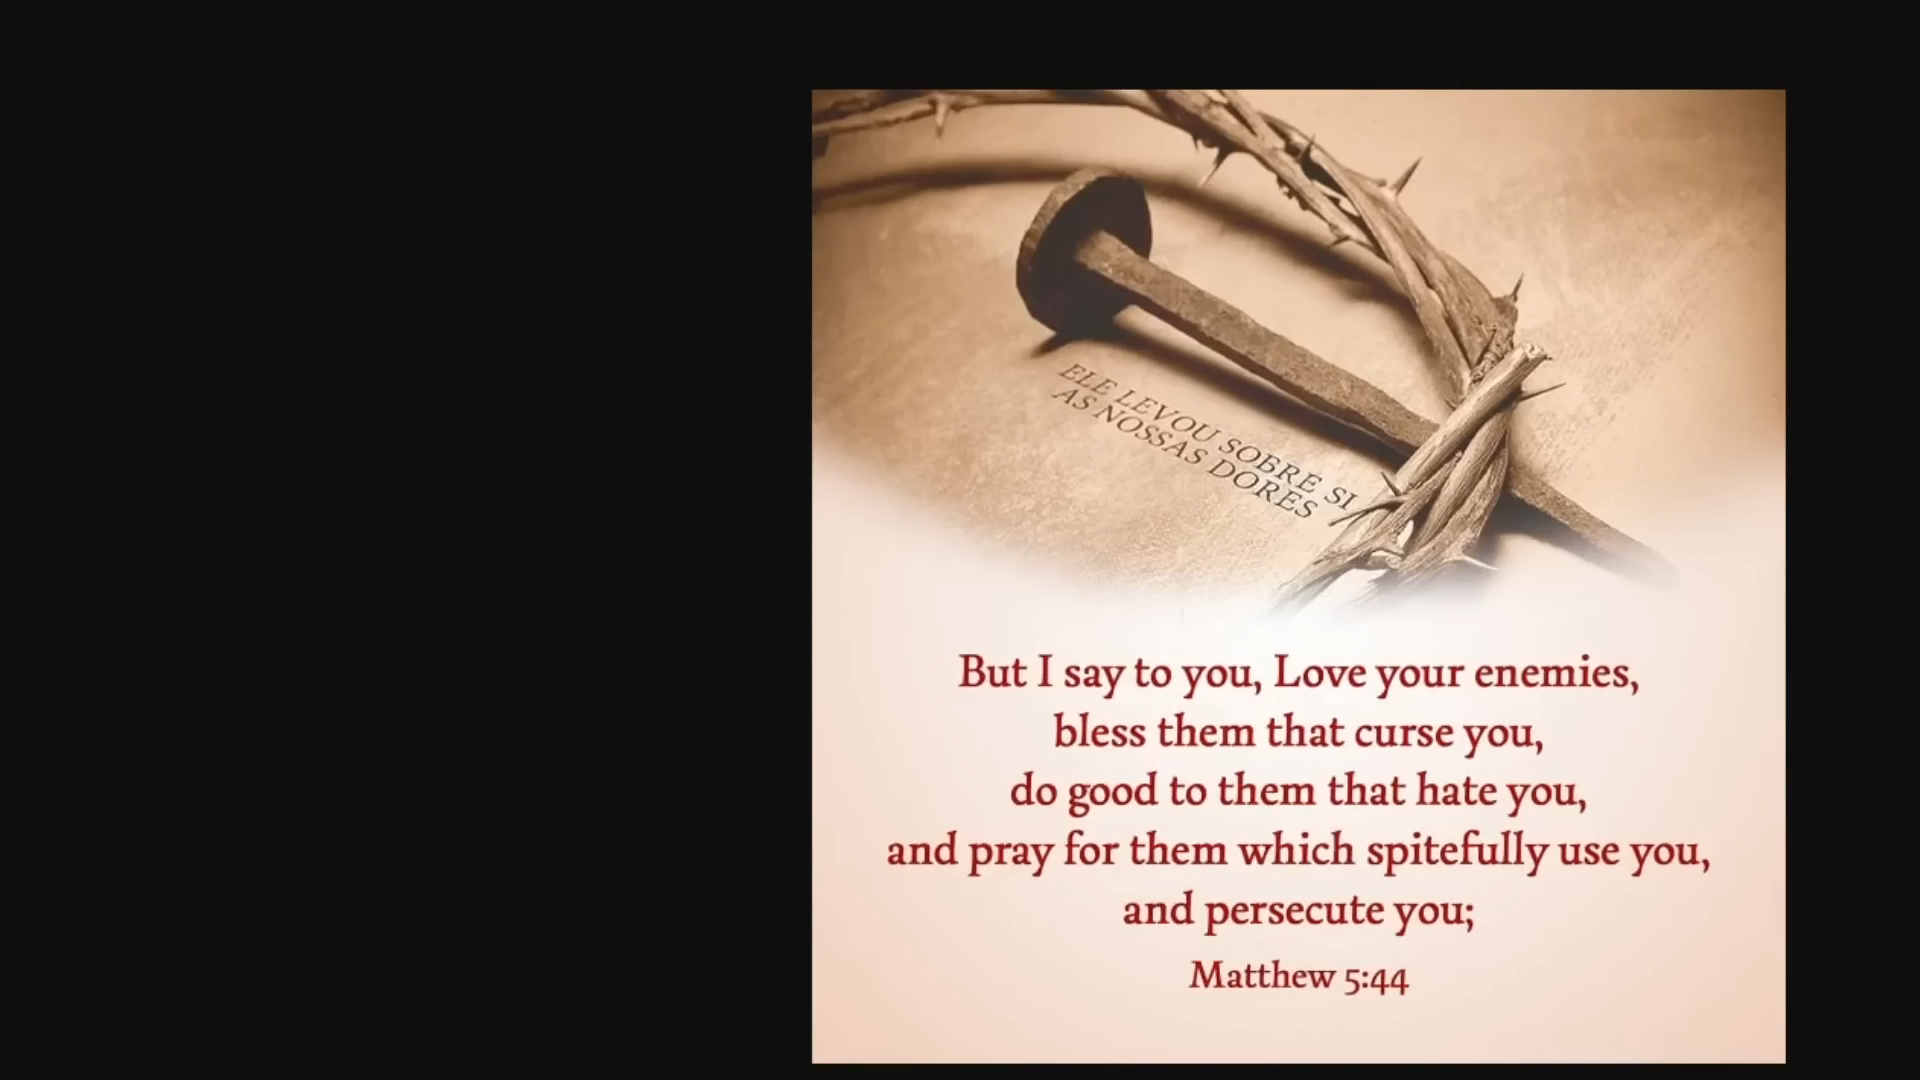 ELE LEVOU SOBRE SI
AS NOSSAS DORES
But I say to you, Love your enemies,
bless them that curse you,
do good to them that hate you,
and pray for them which spitefully use you,
and persecute you;
Matthew 5:44